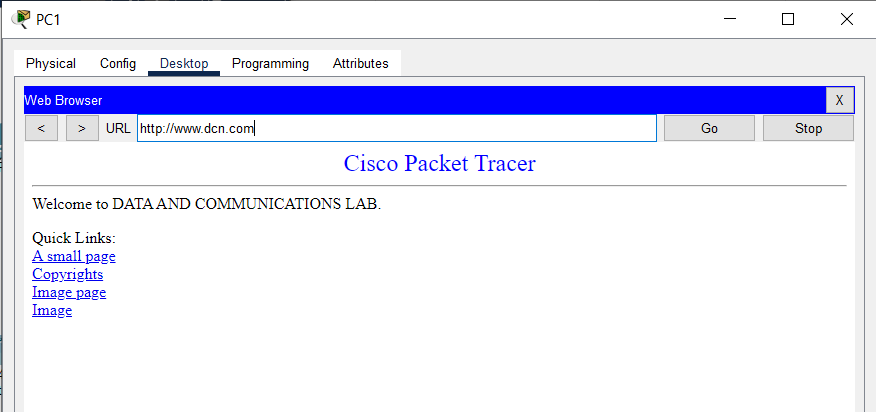 PC1
Physical Config Desktop Programming Attributes
Web Browser X
< > URL http://www.dcn.com Go Stop
Cisco Packet Tracer
Welcome to DATA AND COMMUNICATIONS LAB.
Quick Links:
A small page
Copyrights
Image page
Image